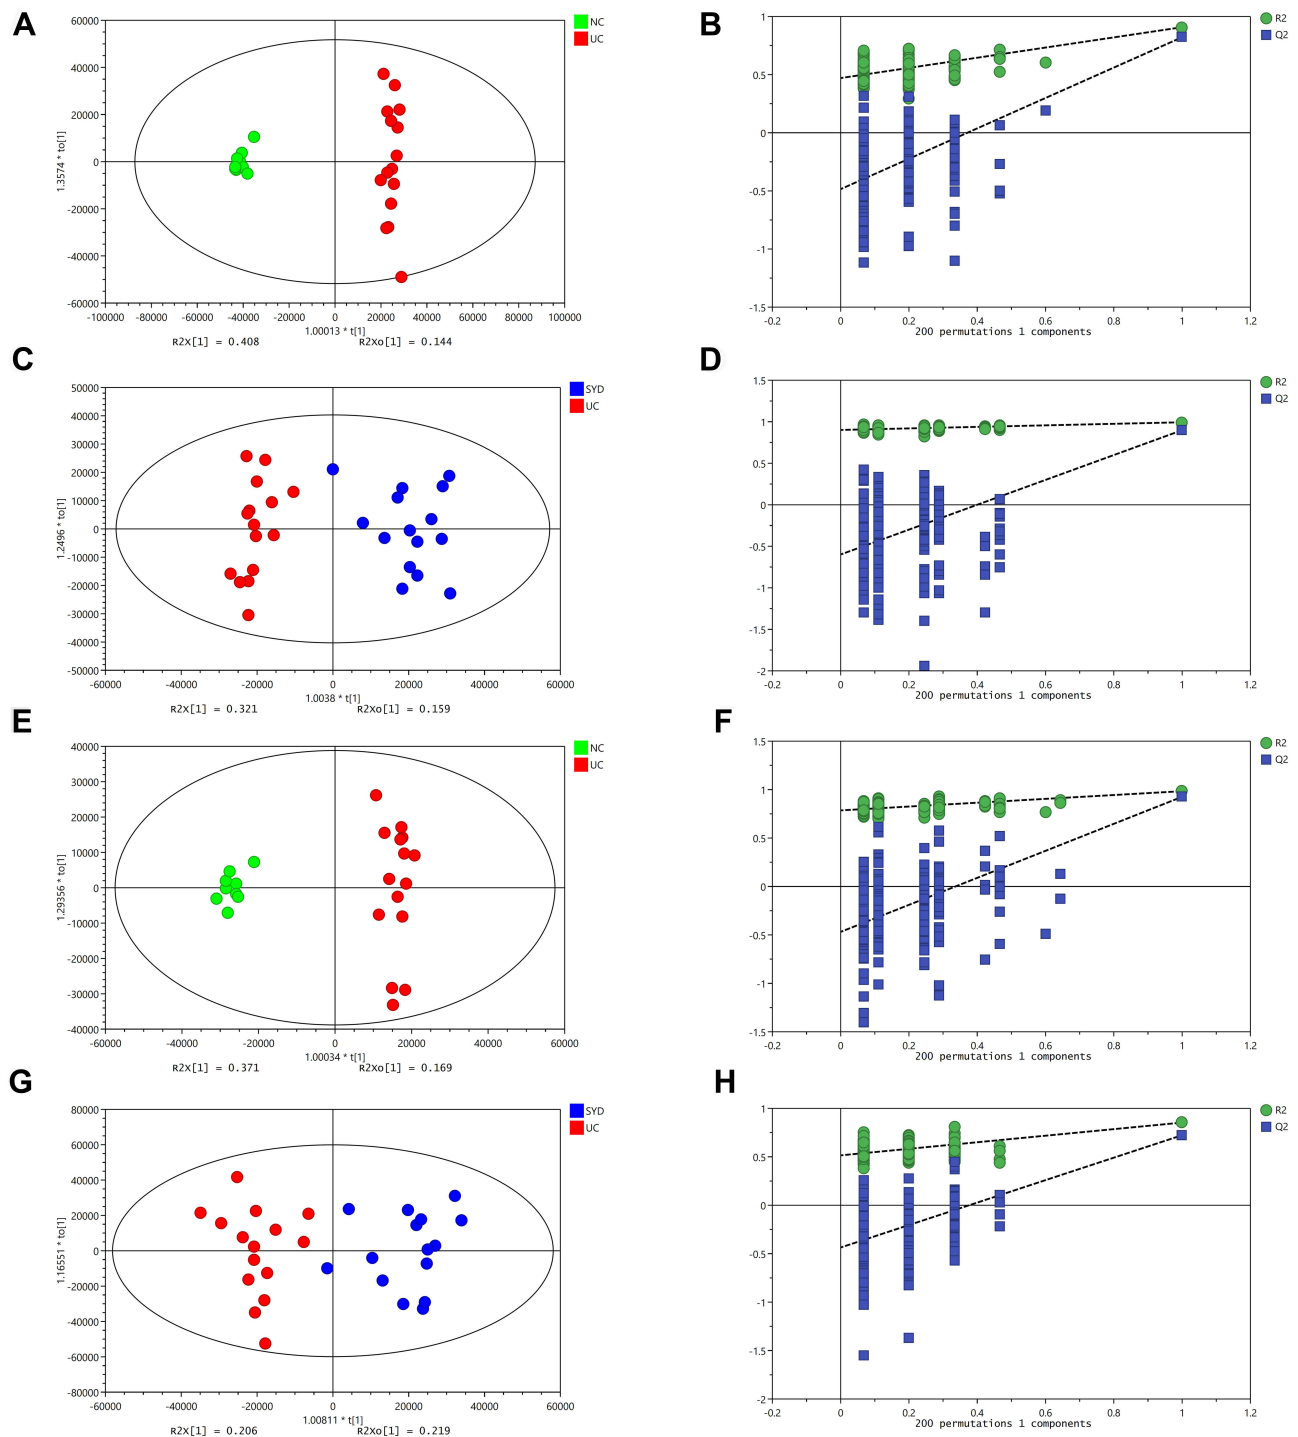 A
NC
UC
60000
40000
20000
0
-20000
-40000
-60000
1.3574 * to[1]
-100000 -80000 -60000 -40000 -20000 0 20000 40000 60000 80000 100000
1.00013 * t[1]
R2X[1] = 0.408 R2Xo[1] = 0.144
B
R2
Q2
1
0.5
0
-0.5
-1
-1.5
-0.2 0 0.2 0.4 0.6 0.8 1 1.2
200 permutations 1 components
C
SYD
UC
50000
40000
30000
20000
10000
0
-10000
-20000
-30000
-40000
-50000
1.2496 * to[1]
-60000 -40000 -20000 0 20000 40000 60000
1.0038 * t[1]
R2X[1] = 0.321 R2Xo[1] = 0.159
D
R2
Q2
1.5
1
0.5
0
-0.5
-1
-1.5
-2
-0.2 0 0.2 0.4 0.6 0.8 1 1.2
200 permutations 1 components
E
NC
UC
40000
30000
20000
10000
0
-10000
-20000
-30000
-40000
1.29356 * to[1]
-60000 -40000 -20000 0 20000 40000 60000
1.00034 * t[1]
R2X[1] = 0.371 R2Xo[1] = 0.169
F
R2
Q2
1.5
1
0.5
0
-0.5
-1
-1.5
-0.2 0 0.2 0.4 0.6 0.8 1 1.2
200 permutations 1 components
G
SYD
UC
80000
60000
40000
20000
0
-20000
-40000
-60000
-80000
1.16551 * to[1]
-60000 -40000 -20000 0 20000 40000 60000
1.00811 * t[1]
R2X[1] = 0.206 R2Xo[1] = 0.219
H
R2
Q2
1
0.5
0
-0.5
-1
-1.5
-2
-0.2 0 0.2 0.4 0.6 0.8 1 1.2
200 permutations 1 components